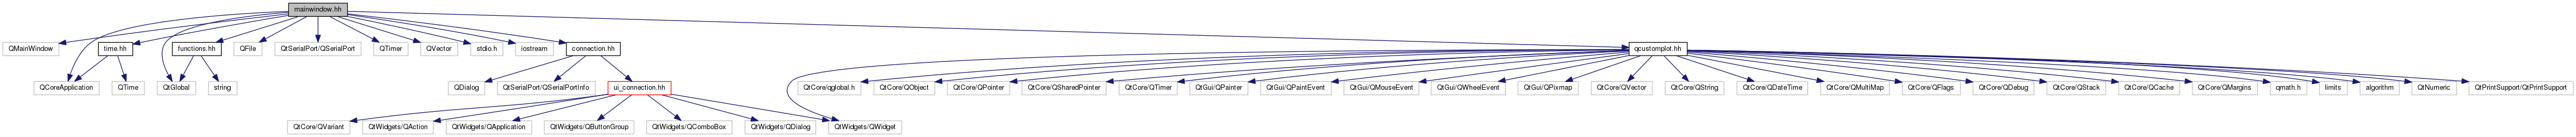 mainwindow.hh
QMainWindow
time.hh
functions.hh
QFile
QtSerialPort/QSerialPort
QTimer
QVector
stdio.h
iostream
connection.hh
qcustomplot.hh
QCoreApplication
QTime
QtGlobal
string
QDialog
QtSerialPort/QSerialPortInfo
ui_connection.hh
QtCore/qglobal.h
QtCore/QObject
QtCore/QPointer
QtCore/QSharedPointer
QtCore/QTimer
QtGui/QPainter
QtGui/QPaintEvent
QtGui/QMouseEvent
QtGui/QWheelEvent
QtGui/QPixmap
QtCore/QVector
QtCore/QString
QtCore/QDateTime
QtCore/QMultiMap
QtCore/QFlags
QtCore/QDebug
QtCore/QStack
QtCore/QCache
QtCore/QMargins
qmath.h
limits
algorithm
QtNumeric
QtPrintSupport/QtPrintSupport
QtCore/QVariant
QtWidgets/QAction
QtWidgets/QApplication
QtWidgets/QButtonGroup
QtWidgets/QComboBox
QtWidgets/QDialog
QtWidgets/QWidget